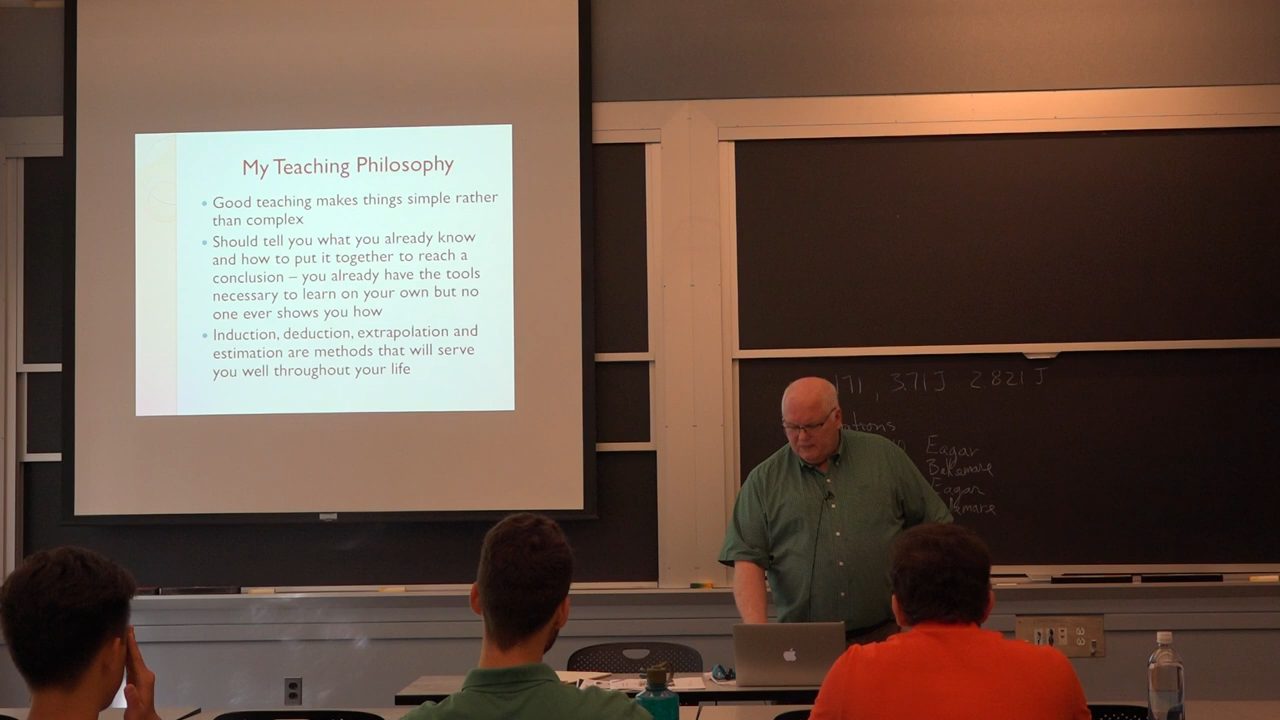 My Teaching Philosophy
Good teaching makes things simple rather
than complex
Should tell you what you already know
and how to put it together to reach a
conclusion – you already have the tools
necessary to learn on your own but no
one ever shows you how
Induction, deduction, extrapolation and
estimation are methods that will serve
you well throughout your life
171, 3.71J 2.821J
Eagar
Eagar